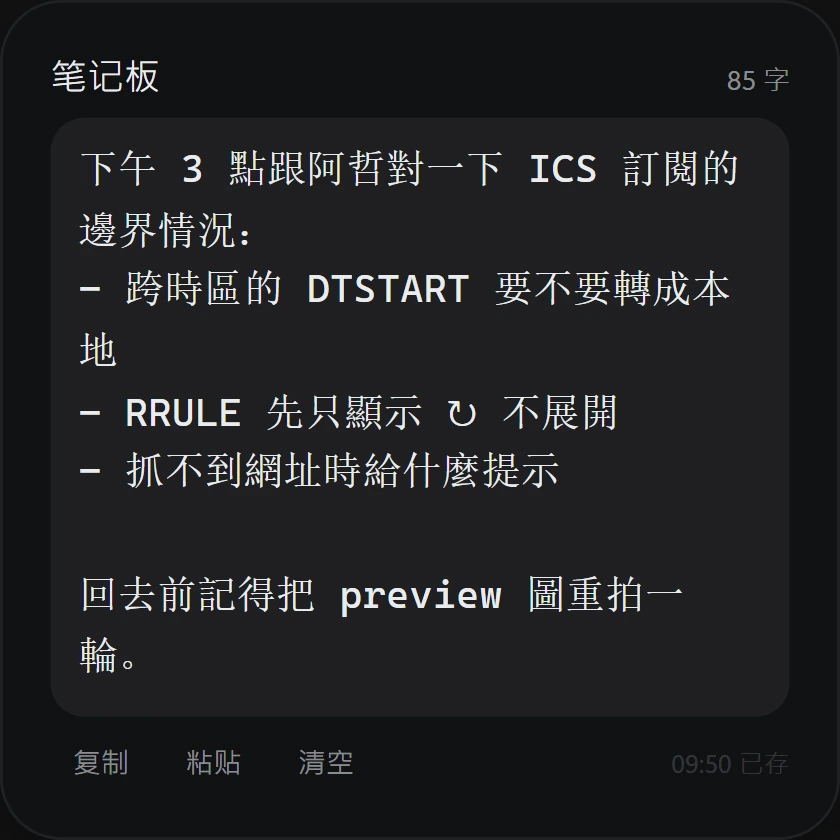 笔记板
85 字
下午 3 點跟阿哲對一下 ICS 訂閱的
邊界情況：
- 跨時區的 DTSTART 要不要轉成本
地
- RRULE 先只顯示 ↻ 不展開
- 抓不到網址時給什麼提示

回去前記得把 preview 圖重拍一
輪。
复制 粘贴 清空
09:50 已存